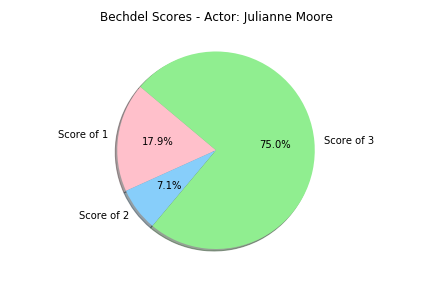 Bechdel Scores - Actor: Julianne Moore
Score of 1
17.9%
75.0%
Score of 3
7.1%
Score of 2